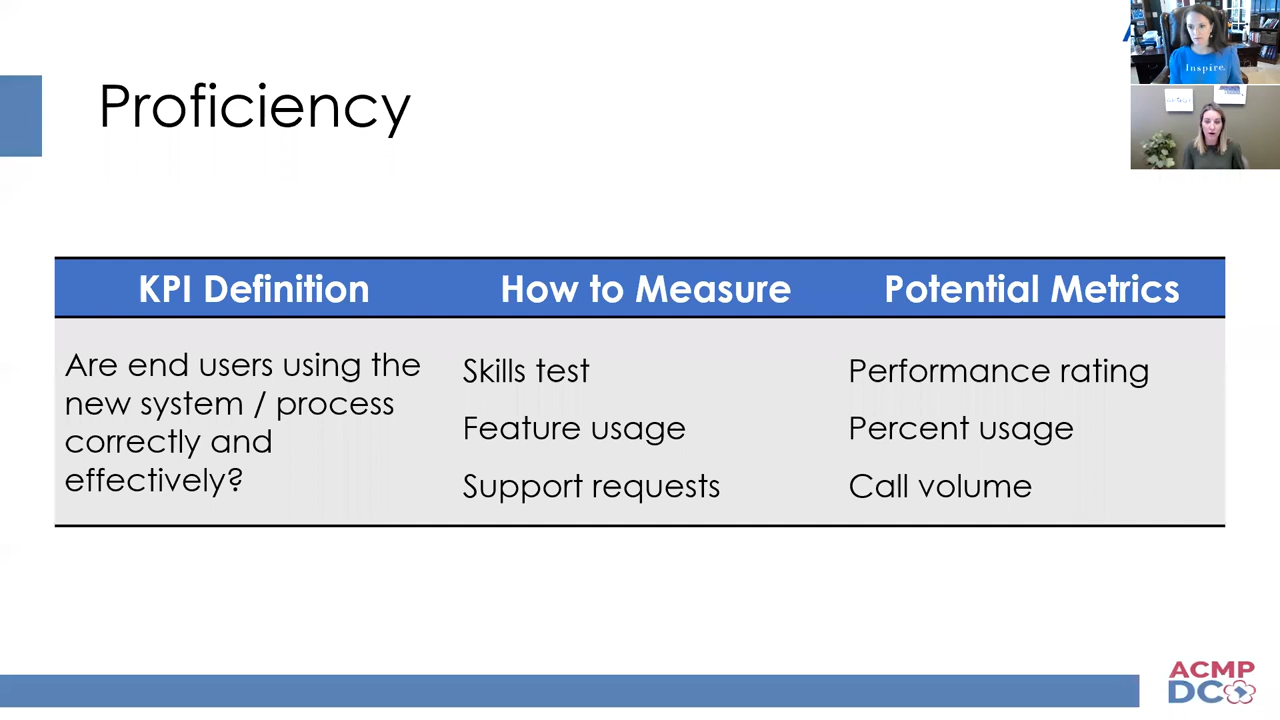 Proficiency
Inspire.
KPI Definition
How to Measure
Potential Metrics
Are end users using the
new system / process
correctly and
effectively?
Skills test
Feature usage
Support requests
Performance rating
Percent usage
Call volume
ACMP
DC